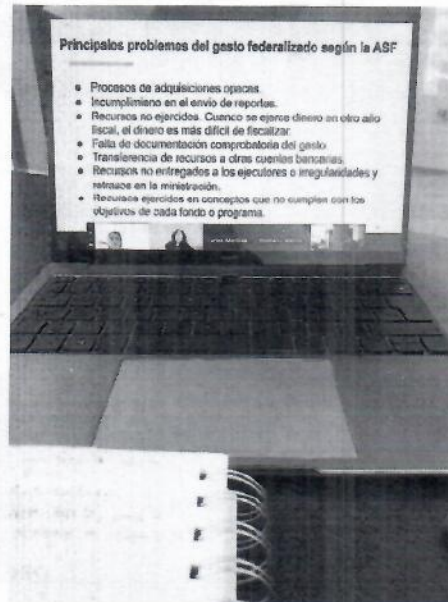 Principales problemas del gasto federalizado según la ASF
• Procesos de adquisiciones opacas.
• Incumplimieno en el envío de reportes.
• Recursos no ejercidos. Cuanco se ejerce dinero en otro año
fiscal, el dinero es más difícil de fiscalizar.
• Falta de documentación comprobatoria del gasto.
• Transferencia de recursos a otras cuentas bancarias.
• Recursos no entregados a los ejecutores o irregularidades y
retrasos en la ministración.
• Recursos ejercidos en conceptos que no cumplen con los
objetivos de cada fondo o programa.